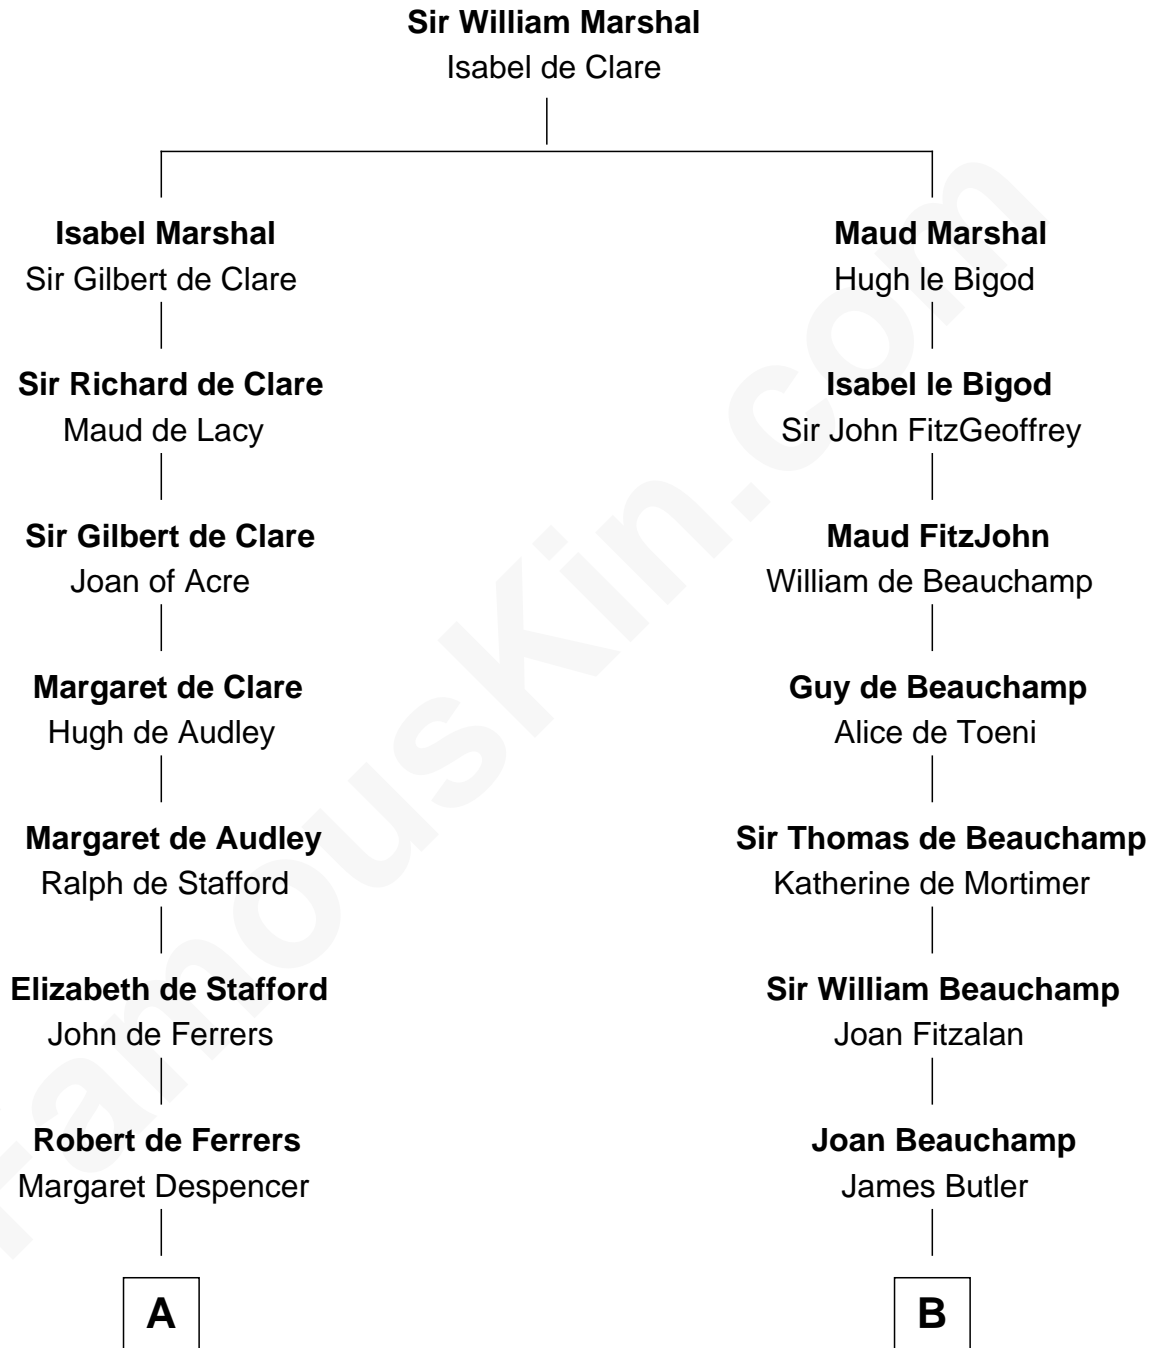 Sir William Marshal
Isabel de Clare
Isabel Marshal
Sir Gilbert de Clare
Maud Marshal
Hugh le Bigod
Sir Richard de Clare
Maud de Lacy
Isabel le Bigod
Sir John FitzGeoffrey
Sir Gilbert de Clare
Joan of Acre
Maud FitzJohn
William de Beauchamp
Margaret de Clare
Hugh de Audley
Guy de Beauchamp
Alice de Toeni
Margaret de Audley
Ralph de Stafford
Sir Thomas de Beauchamp
Katherine de Mortimer
Elizabeth de Stafford
John de Ferrers
Sir William Beauchamp
Joan Fitzalan
Robert de Ferrers
Margaret Despencer
Joan Beauchamp
James Butler
A
B
FamousKin.com